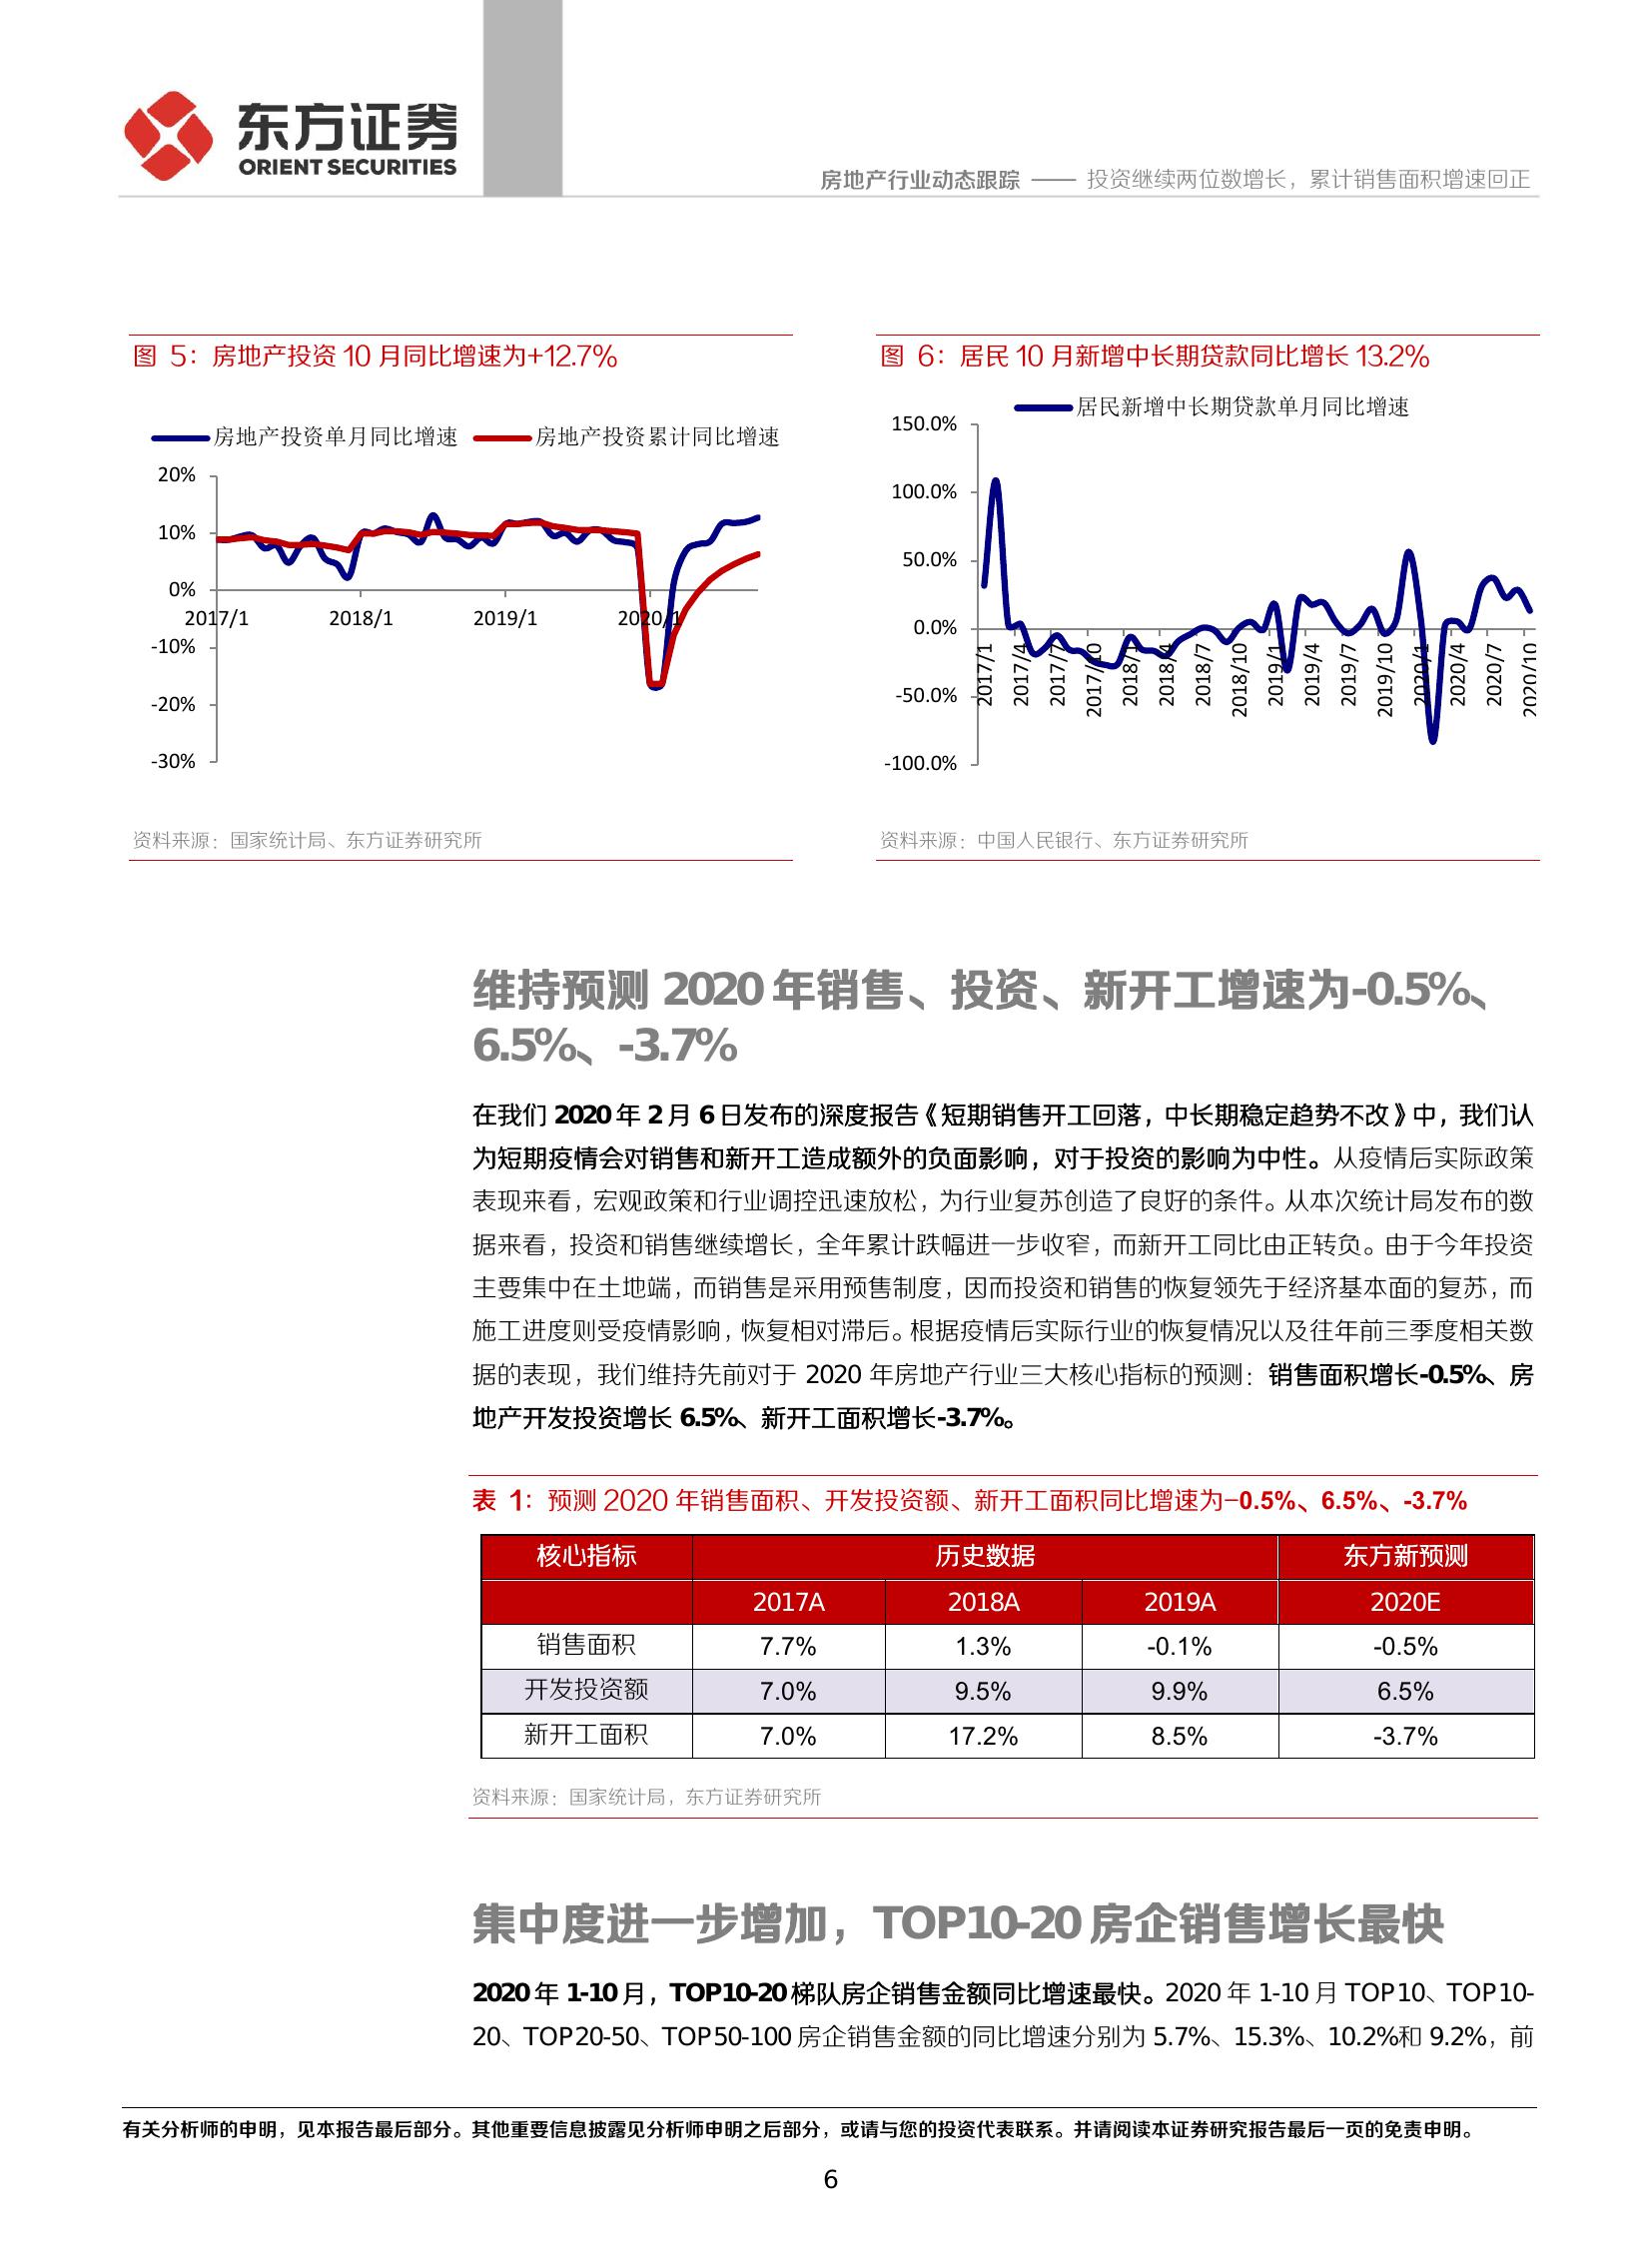 东方证券
ORIENT SECURITIES
房地产行业动态跟踪 —— 投资继续两位数增长，累计销售面积增速回正
图 5：房地产投资 10 月同比增速为+12.7%
房地产投资单月同比增速 房地产投资累计同比增速
20%
10%
0%
-10%
-20%
-30%
2017/1 2018/1 2019/1 2020/1
资料来源：国家统计局、东方证券研究所
图 6：居民 10 月新增中长期贷款同比增长 13.2%
居民新增中长期贷款单月同比增速
150.0%
100.0%
50.0%
0.0%
-50.0%
-100.0%
2017/1 2017/4 2017/7 2017/10 2018/1 2018/4 2018/7 2018/10 2019/1 2019/4 2019/7 2019/10 2020/1 2020/4 2020/7 2020/10
资料来源：中国人民银行、东方证券研究所
维持预测 2020 年销售、投资、新开工增速为-0.5%、
6.5%、-3.7%
在我们 2020 年 2 月 6 日发布的深度报告《短期销售开工回落，中长期稳定趋势不改》中，我们认
为短期疫情会对销售和新开工造成额外的负面影响，对于投资的影响为中性。从疫情后实际政策
表现来看，宏观政策和行业调控迅速放松，为行业复苏创造了良好的条件。从本次统计局发布的数
据来看，投资和销售继续增长，全年累计跌幅进一步收窄，而新开工同比由正转负。由于今年投资
主要集中在土地端，而销售是采用预售制度，因而投资和销售的恢复领先于经济基本面的复苏，而
施工进度则受疫情影响，恢复相对滞后。根据疫情后实际行业的恢复情况以及往年前三季度相关数
据的表现，我们维持先前对于 2020 年房地产行业三大核心指标的预测：销售面积增长-0.5%、房
地产开发投资增长 6.5%、新开工面积增长-3.7%。
表 1：预测 2020 年销售面积、开发投资额、新开工面积同比增速为-0.5%、6.5%、-3.7%
核心指标 历史数据 东方新预测
2017A 2018A 2019A 2020E
销售面积 7.7% 1.3% -0.1% -0.5%
开发投资额 7.0% 9.5% 9.9% 6.5%
新开工面积 7.0% 17.2% 8.5% -3.7%
资料来源：国家统计局，东方证券研究所
集中度进一步增加，TOP10-20 房企销售增长最快
2020 年 1-10 月，TOP10-20 梯队房企销售金额同比增速最快。2020 年 1-10 月 TOP10、TOP10-
20、TOP20-50、TOP50-100 房企销售金额的同比增速分别为 5.7%、15.3%、10.2%和 9.2%，前
有关分析师的申明，见本报告最后部分。其他重要信息披露见分析师申明之后部分，或请与您的投资代表联系。并请阅读本证券研究报告最后一页的免责申明。
6